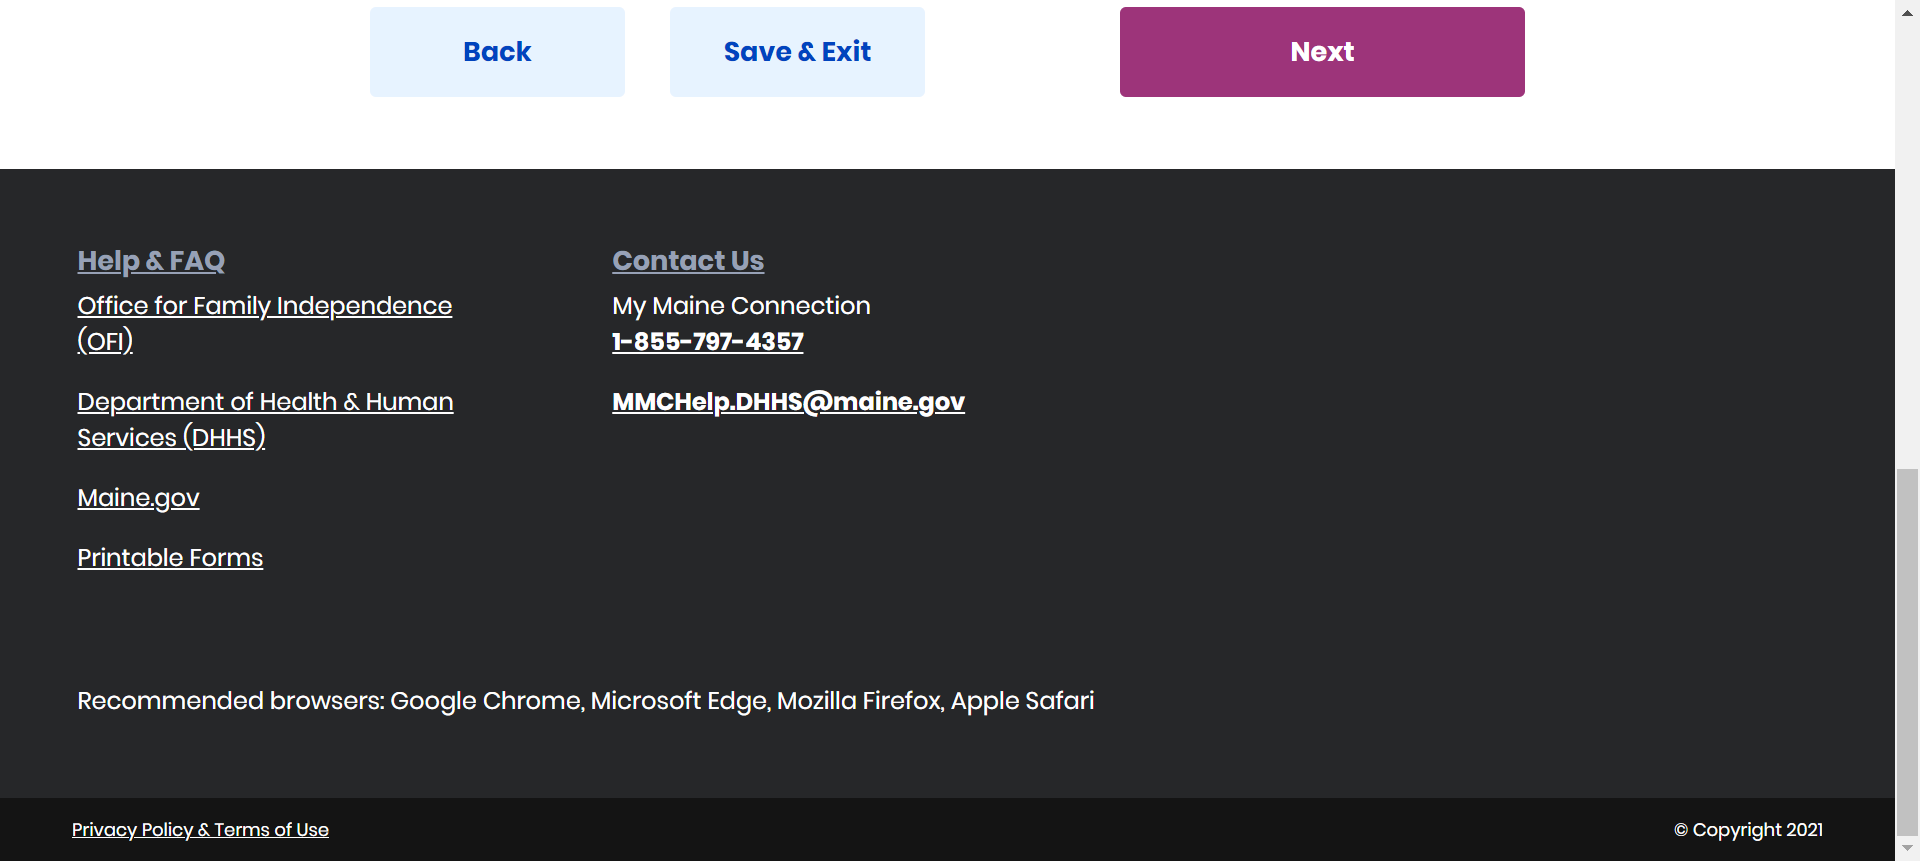 Back
Save & Exit
Next
Help & FAQ
Office for Family Independence
(OFI)
Department of Health & Human
Services (DHHS)
Maine.gov
Printable Forms
Contact Us
My Maine Connection
1-855-797-4357
MMCHelp.DHHS@maine.gov
Recommended browsers: Google Chrome, Microsoft Edge, Mozilla Firefox, Apple Safari
Privacy Policy & Terms of Use
© Copyright 2021